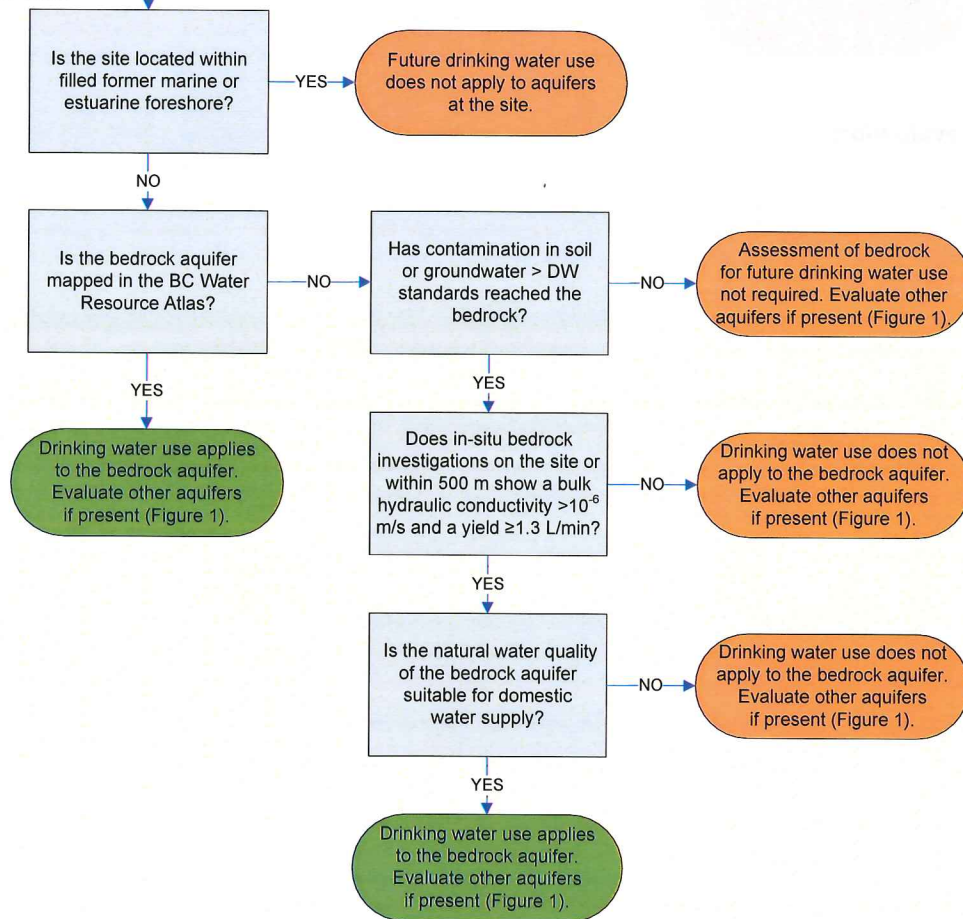 Is the site located within
filled former marine or
estuarine foreshore?
YES
Future drinking water use
does not apply to aquifers
at the site.
NO
Is the bedrock aquifer
mapped in the BC Water
Resource Atlas?
NO
Has contamination in soil
or groundwater > DW
standards reached the
bedrock?
NO
Assessment of bedrock
for future drinking water use
not required. Evaluate other
aquifers if present (Figure 1).
YES
YES
Drinking water use applies
to the bedrock aquifer.
Evaluate other aquifers
if present (Figure 1).
Does in-situ bedrock
investigations on the site or
within 500 m show a bulk
hydraulic conductivity >10⁻⁶
m/s and a yield ≥1.3 L/min?
NO
Drinking water use does not
apply to the bedrock aquifer.
Evaluate other aquifers
if present (Figure 1).
YES
Is the natural water quality
of the bedrock aquifer
suitable for domestic
water supply?
NO
Drinking water use does not
apply to the bedrock aquifer.
Evaluate other aquifers
if present (Figure 1).
YES
Drinking water use applies
to the bedrock aquifer.
Evaluate other aquifers
if present (Figure 1).